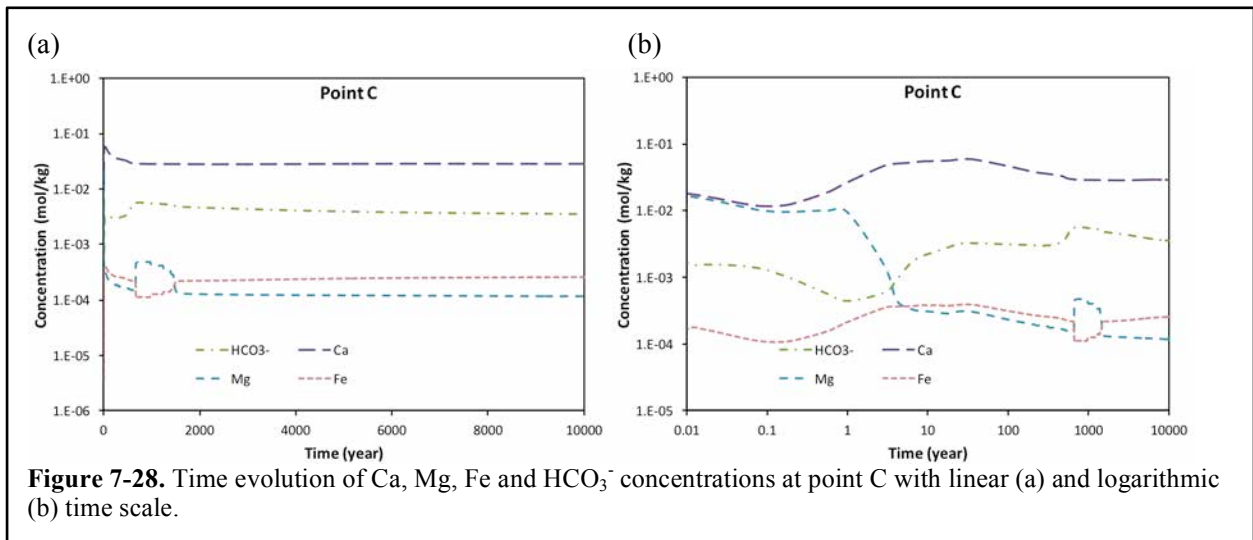 (a)
Point C
1.E+00
1.E-01
1.E-02
1.E-03
1.E-04
1.E-05
1.E-06
Concentration (mol/kg)
HCO3-
Ca
Mg
Fe
0
2000
4000
6000
8000
10000
Time (year)
(b)
Point C
1.E+00
1.E-01
1.E-02
1.E-03
1.E-04
1.E-05
Concentration (mol/kg)
HCO3-
Ca
Mg
Fe
0.01
0.1
1
10
100
1000
10000
Time (year)
Figure 7-28. Time evolution of Ca, Mg, Fe and HCO₃⁻ concentrations at point C with linear (a) and logarithmic
(b) time scale.